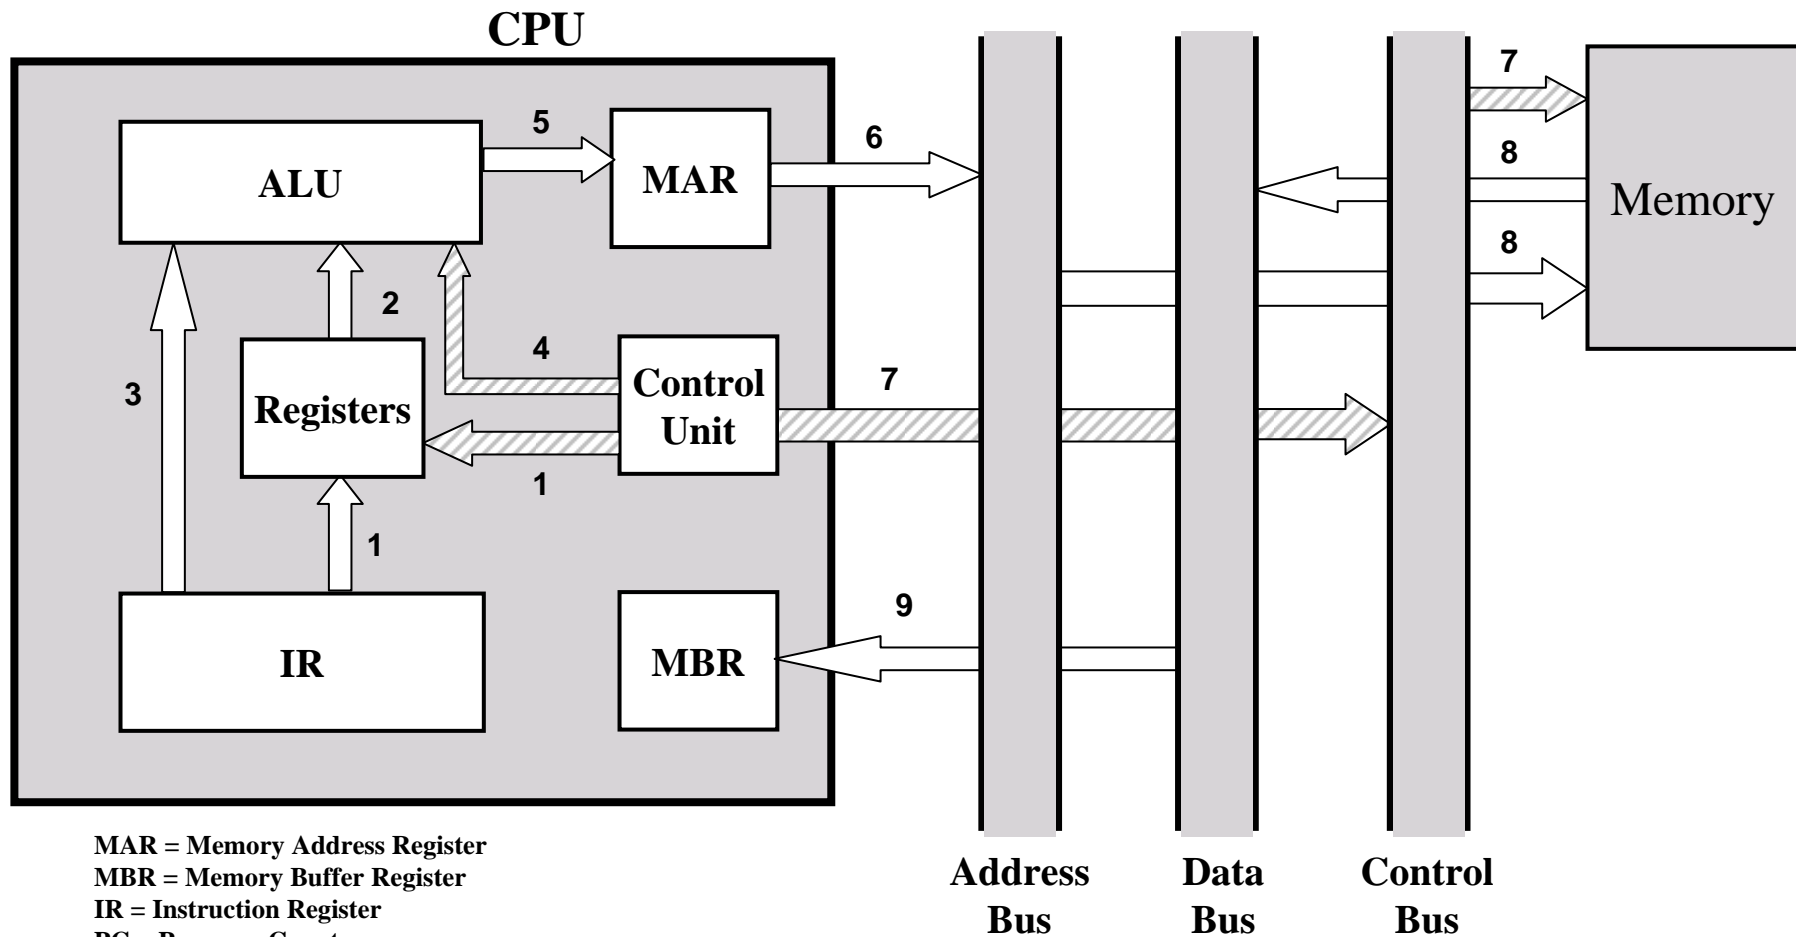 CPU
7
5
6
8
ALU
MAR
Memory
8
2
4
7
3
Control
Unit
Registers
1
1
9
IR
MBR
MAR = Memory Address Register
MBR = Memory Buffer Register
IR = Instruction Register
Address
Bus
Data
Bus
Control
Bus